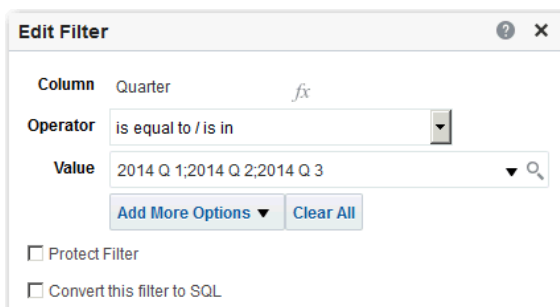 Edit Filter ? ×
Column Quarter fx
Operator is equal to / is in
Value 2014 Q 1;2014 Q 2;2014 Q 3
Add More Options ▼ Clear All
Protect Filter
Convert this filter to SQL